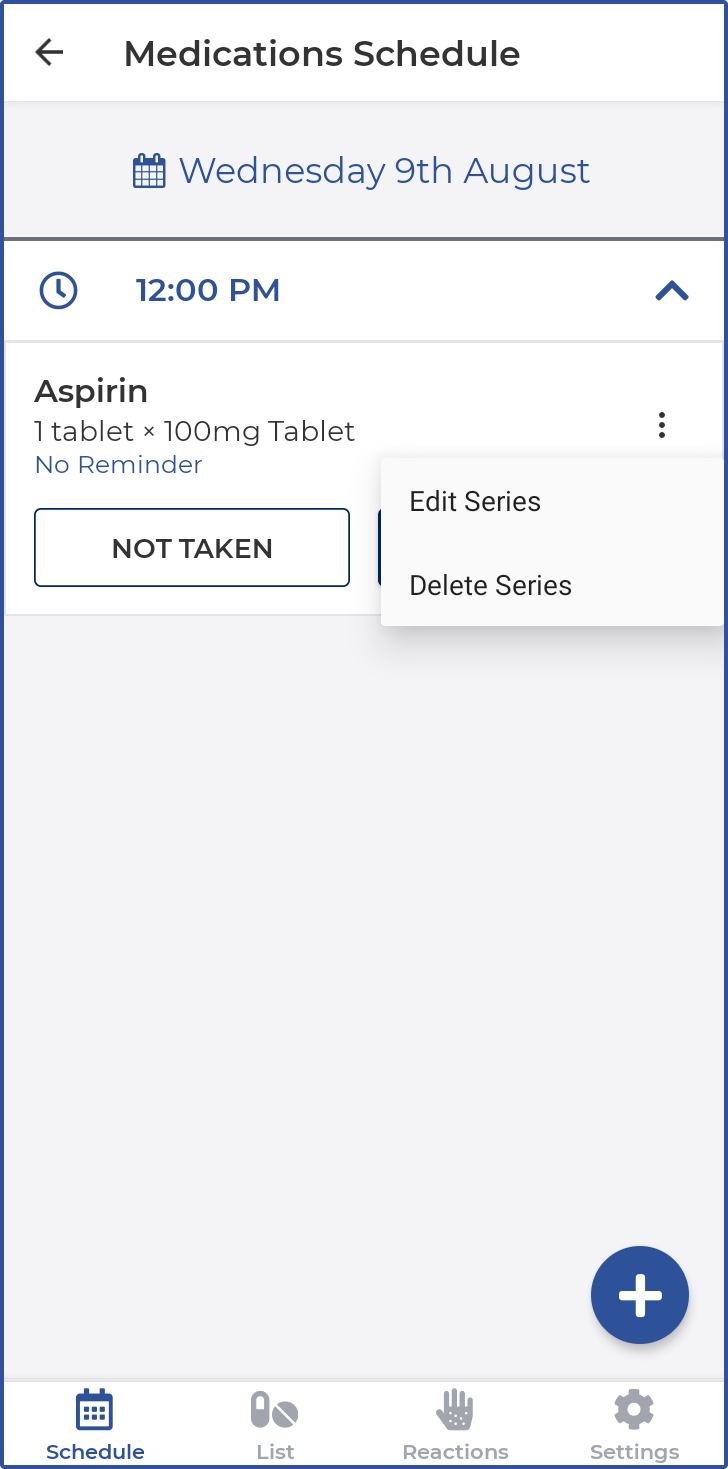 Medications Schedule
Wednesday 9th August
12:00 PM
Aspirin
1 tablet × 100mg Tablet
No Reminder
Edit Series
NOT TAKEN
Delete Series
Schedule
List
Reactions
Settings